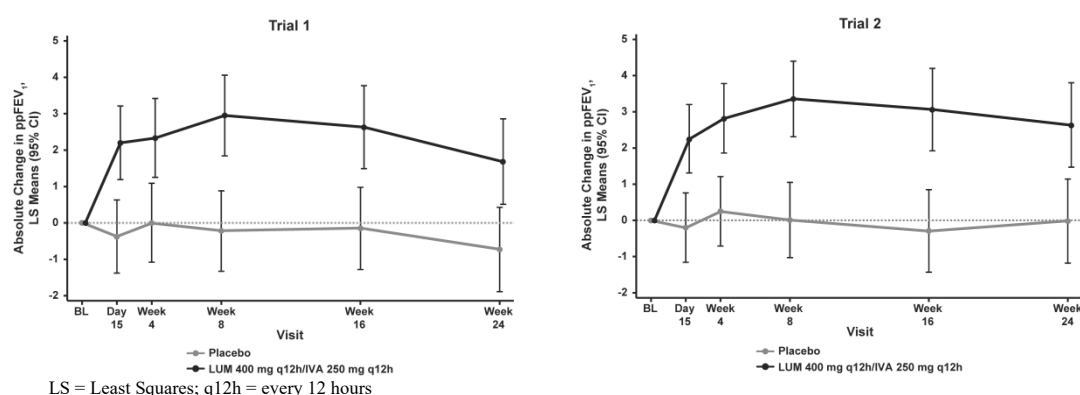 Trial 1
Absolute Change in ppFEV₁,
LS Means (95% CI)
5
4
3
2
1
0
-1
-2
BL
Day
15
Week
4
Week
8
Week
16
Week
24
Visit
Placebo
LUM 400 mg q12h/IVA 250 mg q12h
Trial 2
Absolute Change in ppFEV₁,
LS Means (95% CI)
5
4
3
2
1
0
-1
-2
BL
Day
15
Week
4
Week
8
Week
16
Week
24
Visit
Placebo
LUM 400 mg q12h/IVA 250 mg q12h
LS = Least Squares; q12h = every 12 hours